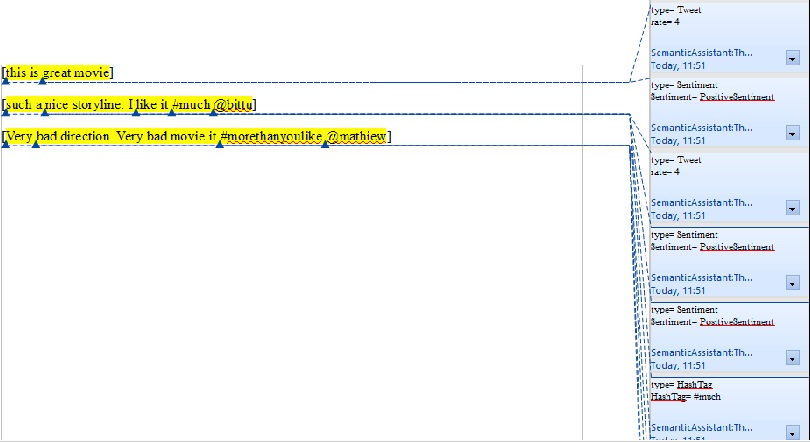 [this is great movie]
[such a nice storyline. I like it #much @bittu]
[Very bad direction. Very bad movie it #morethanyoulike @mathiew]
type= Tweet
rate= 4
SemanticAssistant:Th...
Today, 11:51
type= Sentiment
Sentiment= PositiveSentiment
SemanticAssistant:Th...
Today, 11:51
type= Tweet
rate= 4
SemanticAssistant:Th...
Today, 11:51
type= Sentiment
Sentiment= PositiveSentiment
SemanticAssistant:Th...
Today, 11:51
type= Sentiment
Sentiment= PositiveSentiment
SemanticAssistant:Th...
Today, 11:51
type= HashTag
HashTag= #much
SemanticAssistant:Th...